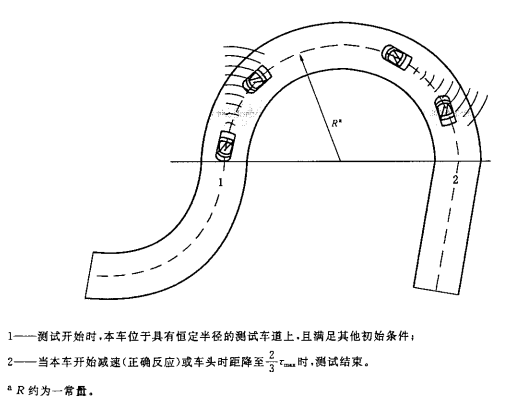 Rª
1
2
1——测试开始时,本车位于具有恒定半径的测试车道上,且满足其他初始条件;
2——当本车开始减速(正确反应)或车头时距降至2/3 τmax时,测试结束。
ª R 约为一常量。